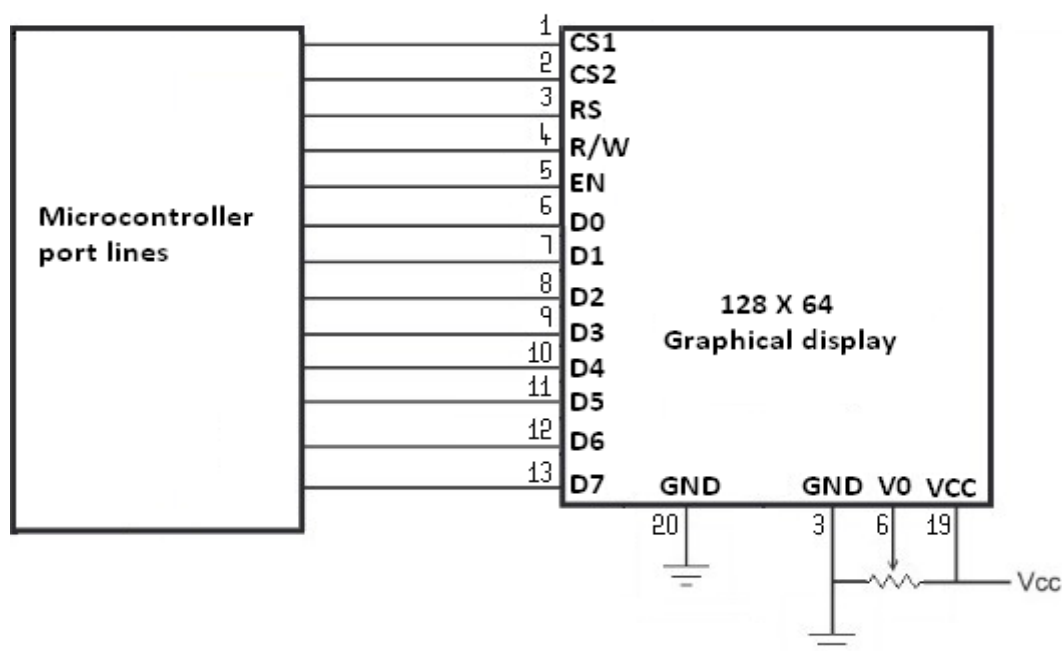 1
CS1
2
CS2
3
RS
4
R/W
5
EN
6
D0
7
D1
8
D2
9
D3
10
D4
11
D5
12
D6
13
D7
Microcontroller
port lines
128 X 64
Graphical display
GND
GND V0 VCC
20
3
6
19
Vcc